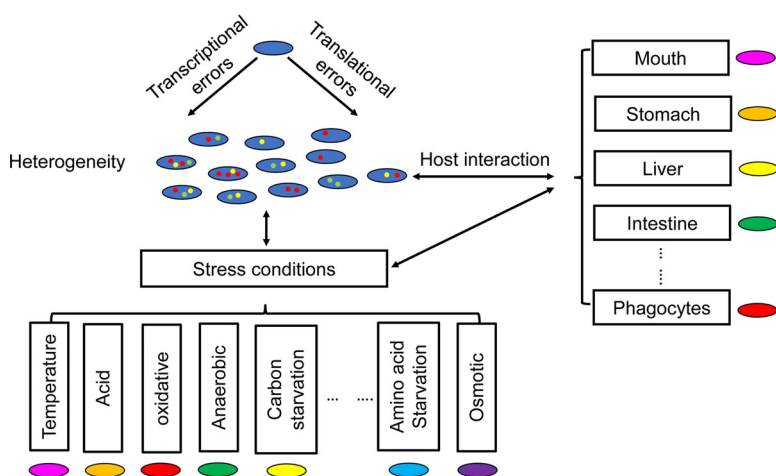 Transcriptional
errors
Translational
errors
Heterogeneity
Host interaction
Stress conditions
Mouth
Stomach
Liver
Intestine
......
Phagocytes
Temperature
Acid
oxidative
Anaerobic
Carbon
starvation
... ....
Amino acid
Starvation
Osmotic